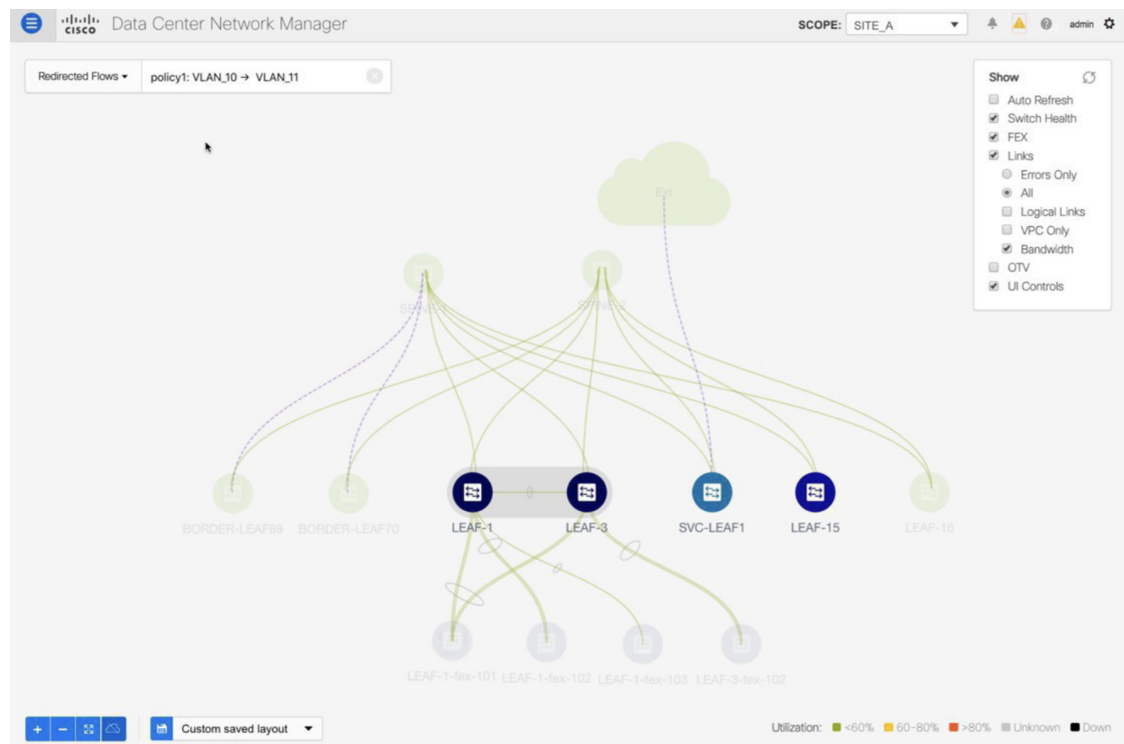 CISCO Data Center Network Manager SCOPE: SITE_A admin
Redirected Flows policy1: VLAN_10 → VLAN_11
Show
Auto Refresh
Switch Health
FEX
Links
Errors Only
All
Logical Links
VPC Only
Bandwidth
OTV
UI Controls
SPINE-2
BORDER-LEAF69 BORDER-LEAF70 LEAF-1 LEAF-3 SVC-LEAF1 LEAF-15 LEAF-16
LEAF-1-fex-101 LEAF-1-fex-102 LEAF-1-fex-103 LEAF-3-fex-102
+ − Custom saved layout Utilization: <60% 60-80% >80% Unknown Down